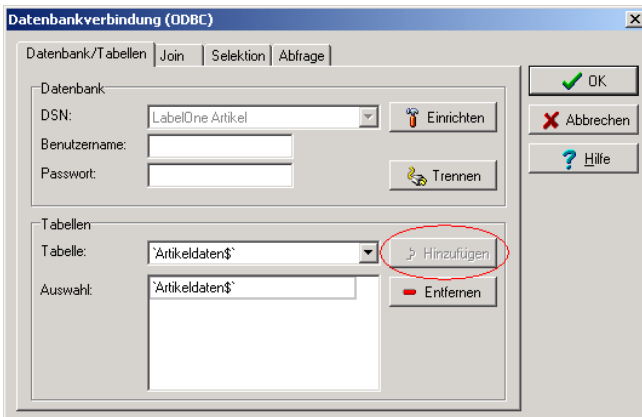 Datenbankverbindung (ODBC)
Datenbank/Tabellen Join Selektion Abfrage
Datenbank
DSN: LabelOne Artikel Einrichten
Benutzername:
Passwort: Trennen
Tabellen
Tabelle: `Artikeldaten$` Hinzufügen
Auswahl: `Artikeldaten$` Entfernen
OK
Abbrechen
Hilfe